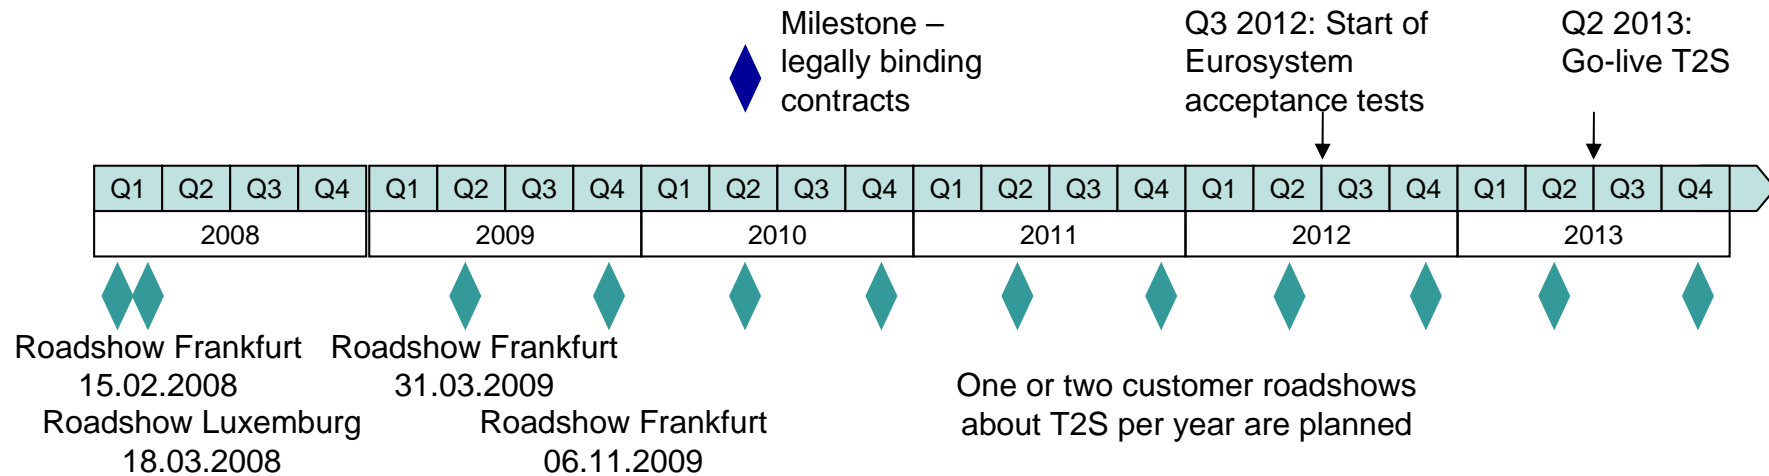 Milestone –
legally binding
contracts
Q3 2012: Start of
Eurosystem
acceptance tests
Q2 2013:
Go-live T2S
Q1 Q2 Q3 Q4 Q1 Q2 Q3 Q4 Q1 Q2 Q3 Q4 Q1 Q2 Q3 Q4 Q1 Q2 Q3 Q4 Q1 Q2 Q3 Q4
2008 2009 2010 2011 2012 2013
Roadshow Frankfurt
15.02.2008
Roadshow Luxemburg
18.03.2008
Roadshow Frankfurt
31.03.2009
Roadshow Frankfurt
06.11.2009
One or two customer roadshows
about T2S per year are planned